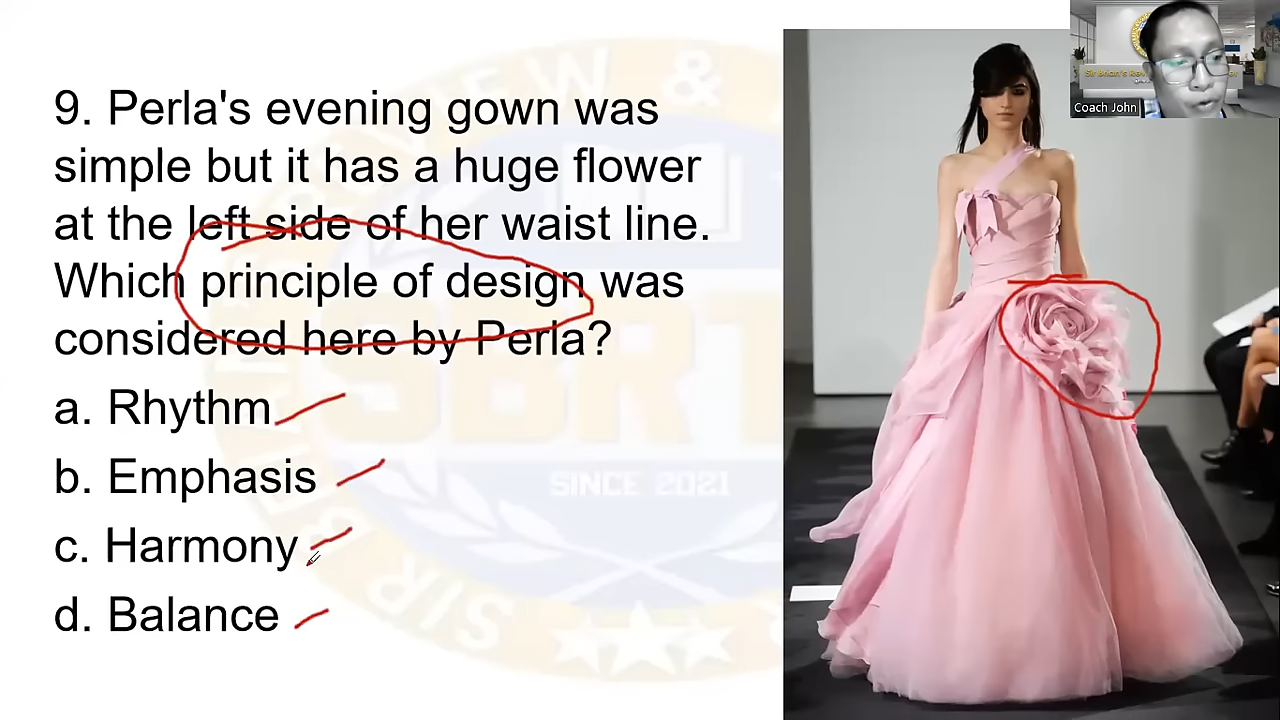 9. Perla's evening gown was
simple but it has a huge flower
at the left side of her waist line.
Which principle of design was
considered here by Perla?
a. Rhythm
b. Emphasis
c. Harmony
d. Balance
SINCE 2021
Coach John